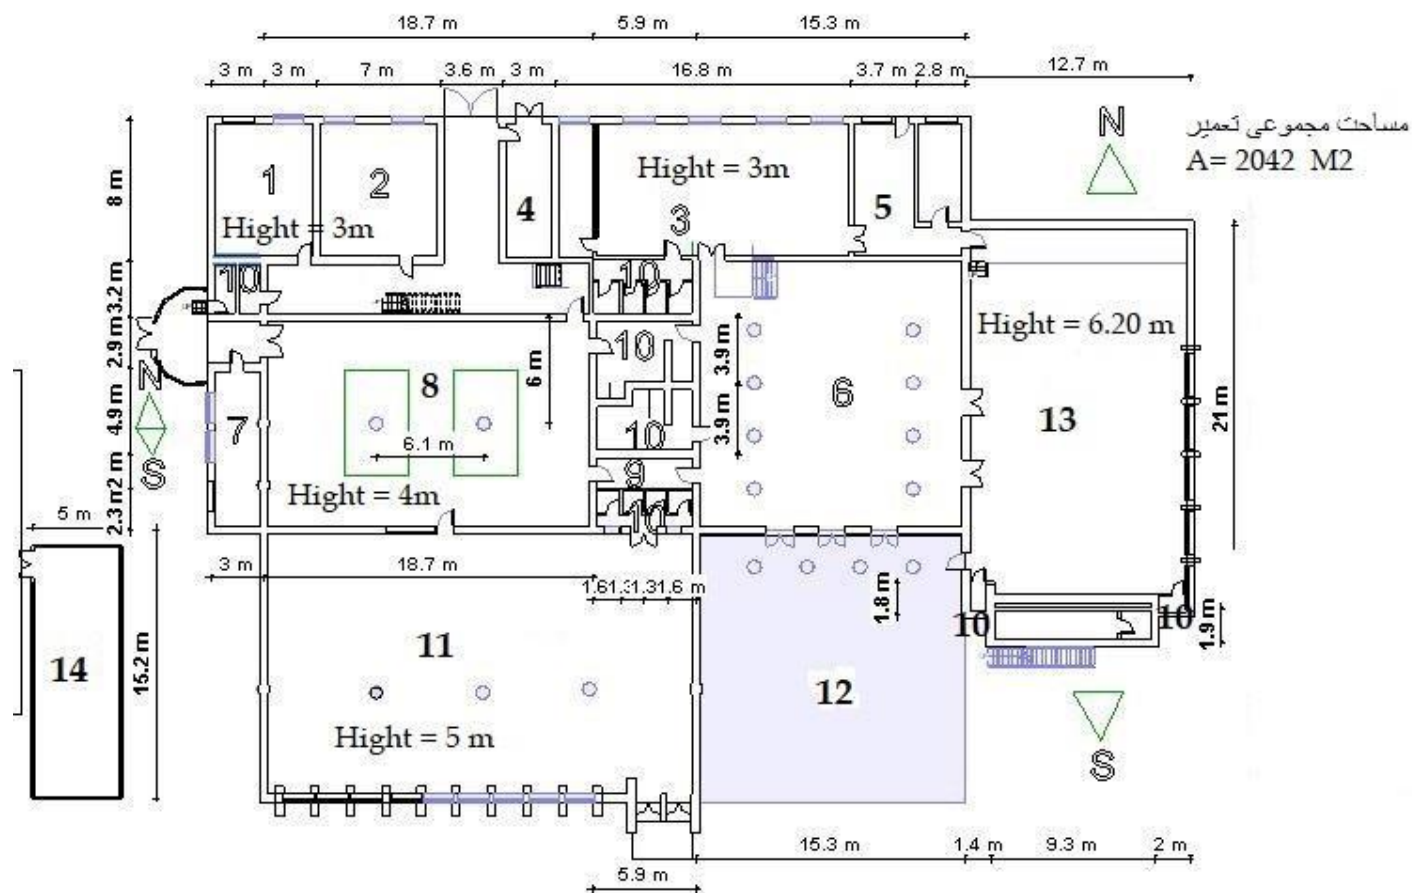 18.7 m 5.9 m 15.3 m
3 m 3 m 7 m 3.6 m 3 m 16.8 m 3.7 m 2.8 m 12.7 m
N
مساحت مجموعی تعمیر
A= 2042 M2
8 m
1 2 4 3 5
Hight = 3m
Hight = 3m
3.2 m
10 10
2.9 m
Hight = 6.20 m
N
4.9 m
S
2 m
2.3 m
7 8
6 m
6.1 m
Hight = 4m
10
10
9
10
3.9 m
3.9 m
6
13
21 m
5 m
3 m 18.7 m
1.6 1.3 1.3 1.6 m
1.8 m
10 10
1.9 m
14
15.2 m
11
12
Hight = 5 m
S
15.3 m 1.4 m 9.3 m 2 m
5.9 m